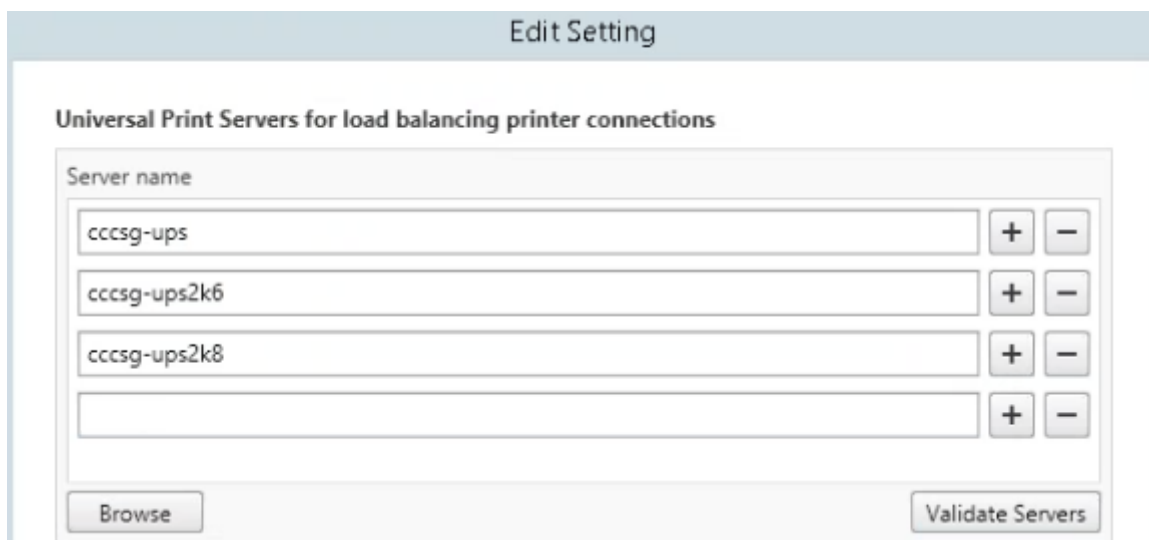 Edit Setting
Universal Print Servers for load balancing printer connections
Server name
cccsg-ups
cccsg-ups2k6
cccsg-ups2k8
Browse Validate Servers